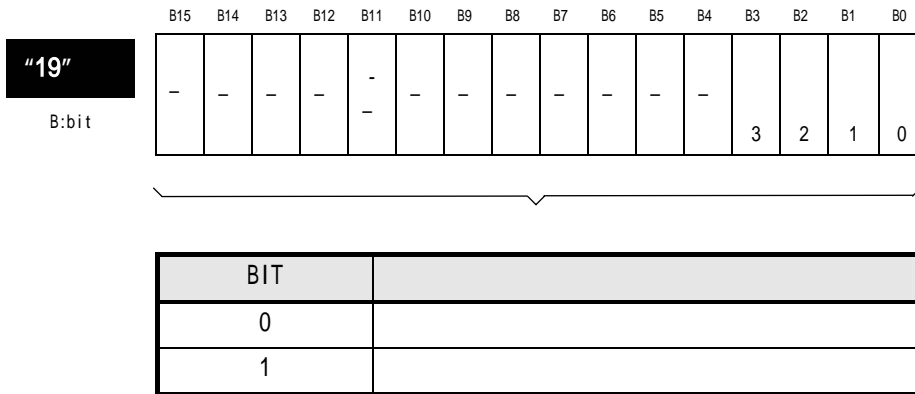 B15 B14 B13 B12 B11 B10 B9 B8 B7 B6 B5 B4 B3 B2 B1 B0
“19”
-
– – – – – – – – – – – –
B:bit
3 2 1 0
BIT
0
1